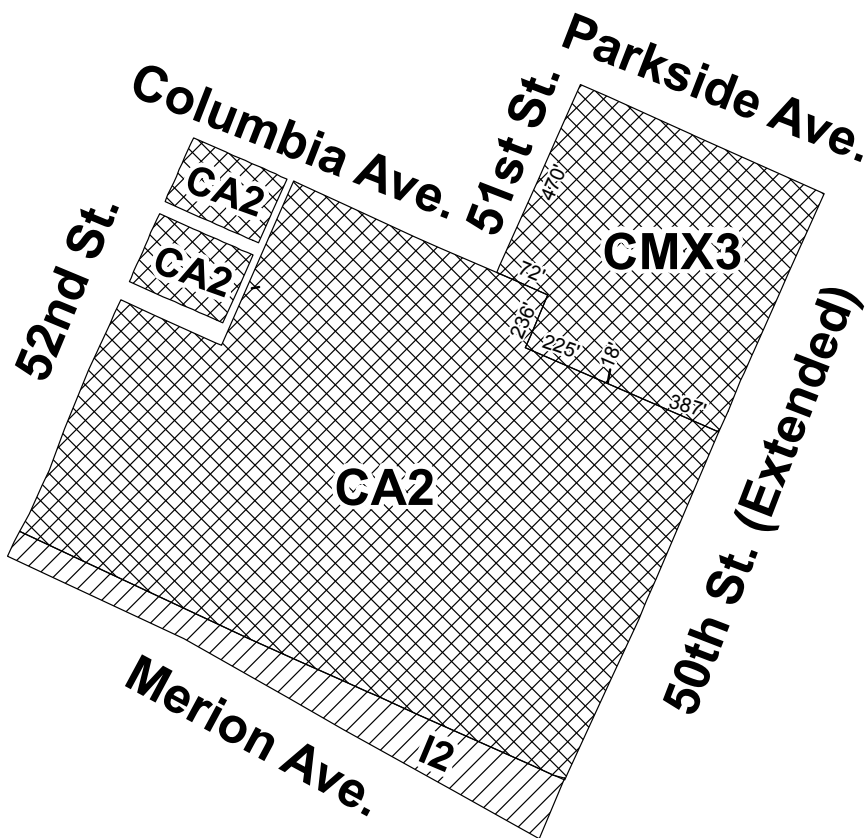 Parkside Ave.
Columbia Ave.
51st St.
470'
CA2
CMX3
52nd St.
CA2
72'
236'
225'
18'
387'
CA2
50th St. (Extended)
Merion Ave.
I2